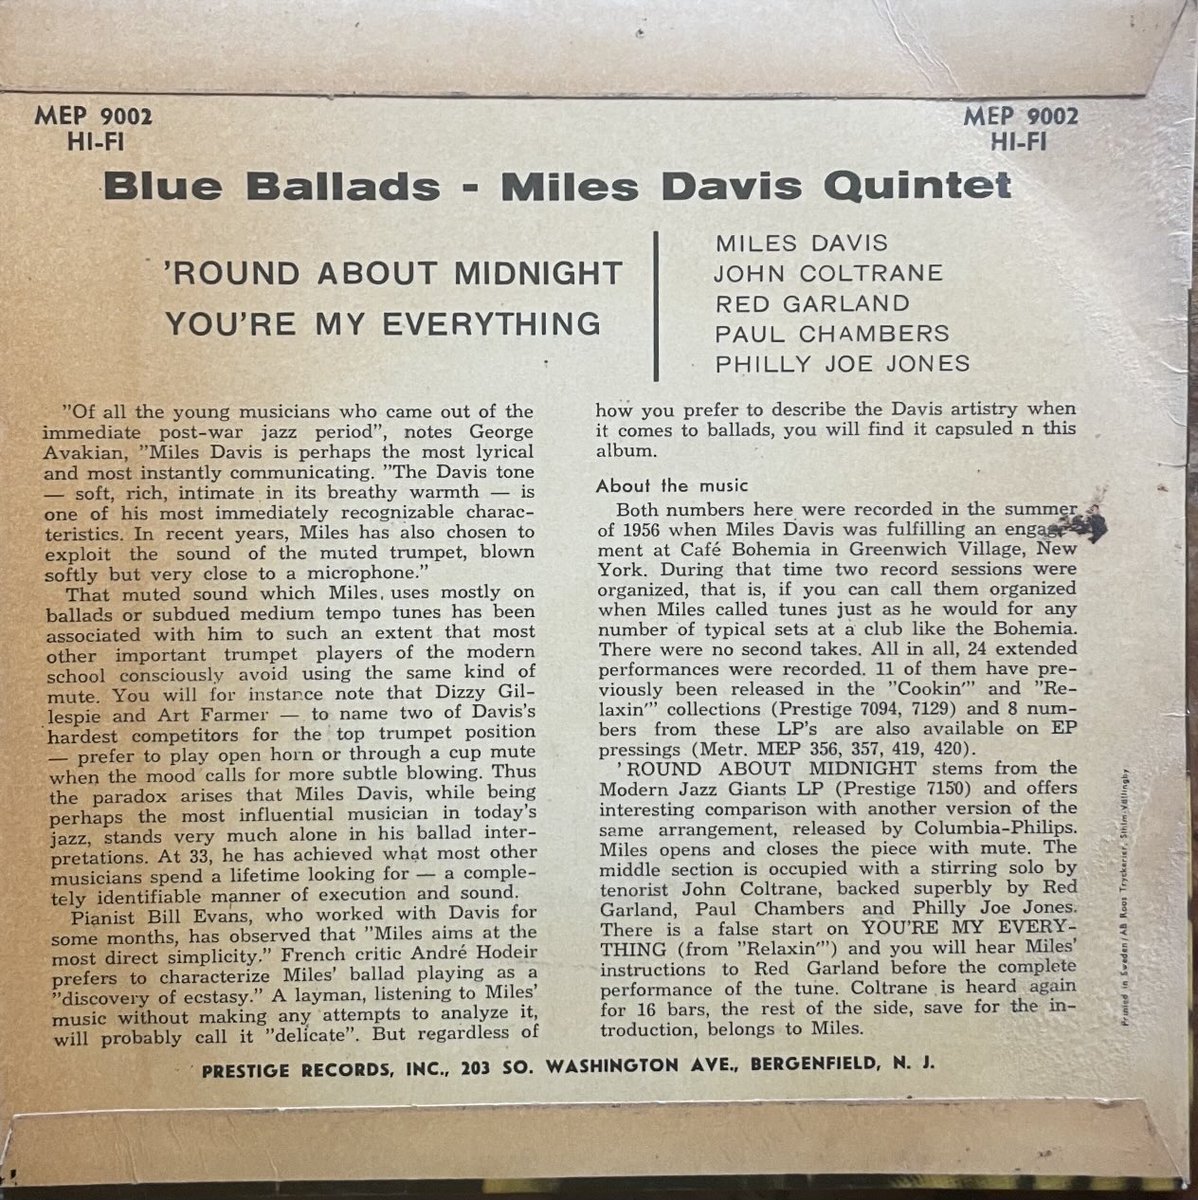 MEP 9002
HI-FI
MEP 9002
HI-FI
Blue Ballads - Miles Davis Quintet
'ROUND ABOUT MIDNIGHT
YOU'RE MY EVERYTHING
MILES DAVIS
JOHN COLTRANE
RED GARLAND
PAUL CHAMBERS
PHILLY JOE JONES
"Of all the young musicians who came out of the
immediate post-war jazz period", notes George
Avakian, "Miles Davis is perhaps the most lyrical
and most instantly communicating. "The Davis tone
— soft, rich, intimate in its breathy warmth — is
one of his most immediately recognizable charac-
teristics. In recent years, Miles has also chosen to
exploit the sound of the muted trumpet, blown
softly but very close to a microphone."
That muted sound which Miles uses mostly on
ballads or subdued medium tempo tunes has been
associated with him to such an extent that most
other important trumpet players of the modern
school consciously avoid using the same kind of
mute. You will for instance note that Dizzy Gil-
lespie and Art Farmer — to name two of Davis's
hardest competitors for the top trumpet position
— prefer to play open horn or through a cup mute
when the mood calls for more subtle blowing. Thus
the paradox arises that Miles Davis, while being
perhaps the most influential musician in today's
jazz, stands very much alone in his ballad inter-
pretations. At 33, he has achieved what most other
musicians spend a lifetime looking for — a comple-
tely identifiable manner of execution and sound.
Pianist Bill Evans, who worked with Davis for
some months, has observed that "Miles aims at the
most direct simplicity." French critic André Hodeir
prefers to characterize Miles' ballad playing as a
"discovery of ecstasy." A layman, listening to Miles'
music without making any attempts to analyze it,
will probably call it "delicate". But regardless of
how you prefer to describe the Davis artistry when
it comes to ballads, you will find it capsuled n this
album.
About the music
Both numbers here were recorded in the summer
of 1956 when Miles Davis was fulfilling an engage-
ment at Café Bohemia in Greenwich Village, New
York. During that time two record sessions were
organized, that is, if you can call them organized
when Miles called tunes just as he would for any
number of typical sets at a club like the Bohemia.
There were no second takes. All in all, 24 extended
performances were recorded. 11 of them have pre-
viously been released in the "Cookin'" and "Re-
laxin'" collections (Prestige 7094, 7129) and 8 num-
bers from these LP's are also available on EP
pressings (Metr. MEP 356, 357, 419, 420).
'ROUND ABOUT MIDNIGHT stems from the
Modern Jazz Giants LP (Prestige 7150) and offers
interesting comparison with another version of the
same arrangement, released by Columbia-Philips.
Miles opens and closes the piece with mute. The
middle section is occupied with a stirring solo by
tenorist John Coltrane, backed superbly by Red
Garland, Paul Chambers and Philly Joe Jones.
There is a false start on YOU'RE MY EVERY-
THING (from "Relaxin'") and you will hear Miles'
instructions to Red Garland before the complete
performance of the tune. Coltrane is heard again
for 16 bars, the rest of the side, save for the in-
troduction, belongs to Miles.
Printed in Sweden/AB Roos Tryckerier, Sthlm-Vällingby
PRESTIGE RECORDS, INC., 203 SO. WASHINGTON AVE., BERGENFIELD, N. J.